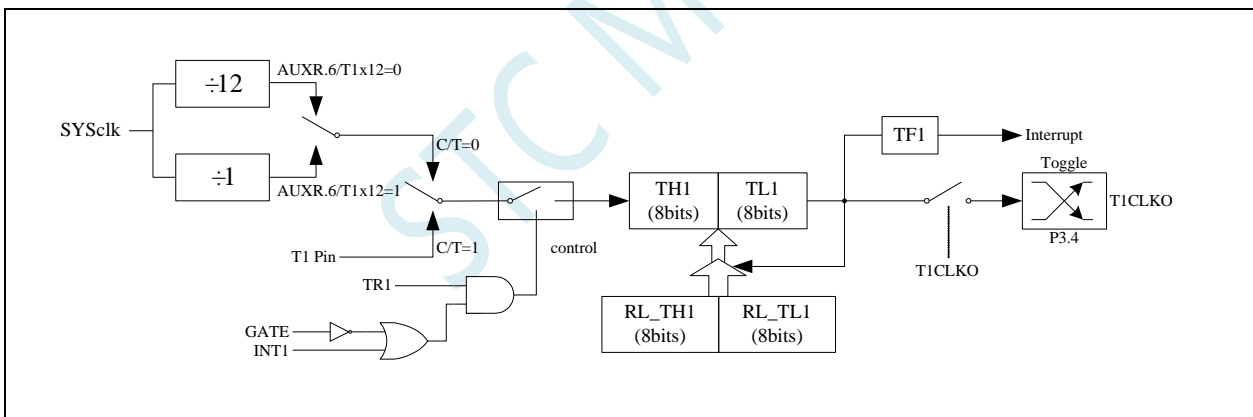 STC M
AUXR.6/T1x12=0
÷12
SYSclk
÷1
AUXR.6/T1x12=1
C/T=0
C/T=1
T1 Pin
control
TR1
GATE
INT1
TH1
(8bits)
TL1
(8bits)
RL_TH1
(8bits)
RL_TL1
(8bits)
TF1
Interrupt
Toggle
T1CLKO
P3.4
T1CLKO